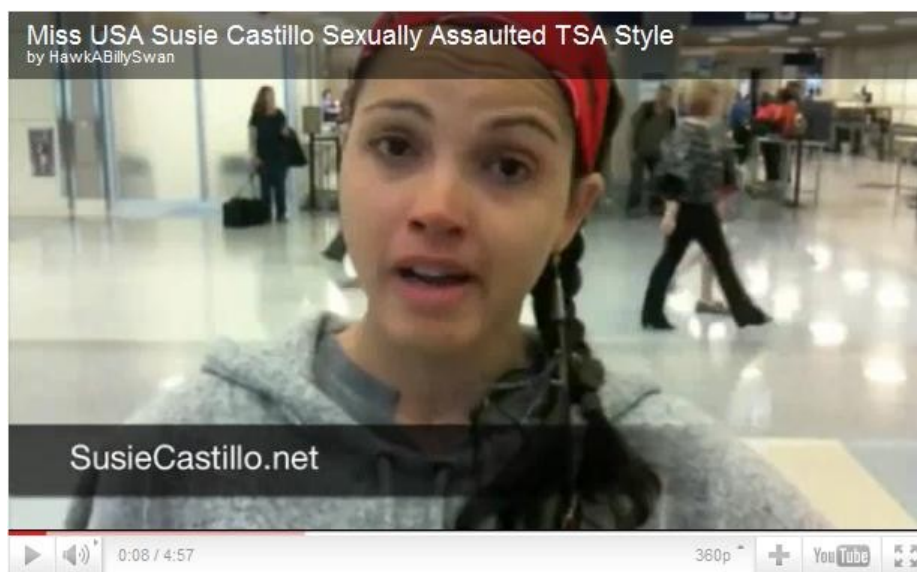 Miss USA Susie Castillo Sexually Assaulted TSA Style
by HawkABillySwan
SusieCastillo.net
0:08 / 4:57
360p
YouTube